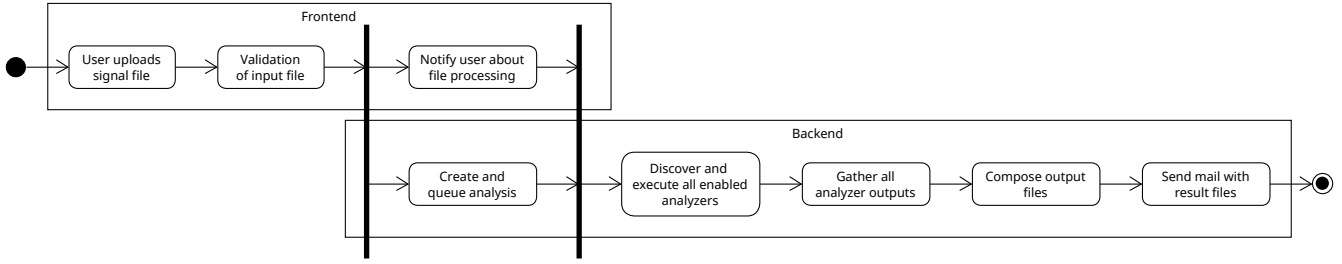 Frontend
User uploads
signal file
Validation
of input file
Notify user about
file processing
Backend
Create and
queue analysis
Discover and
execute all enabled
analyzers
Gather all
analyzer outputs
Compose output
files
Send mail with
result files